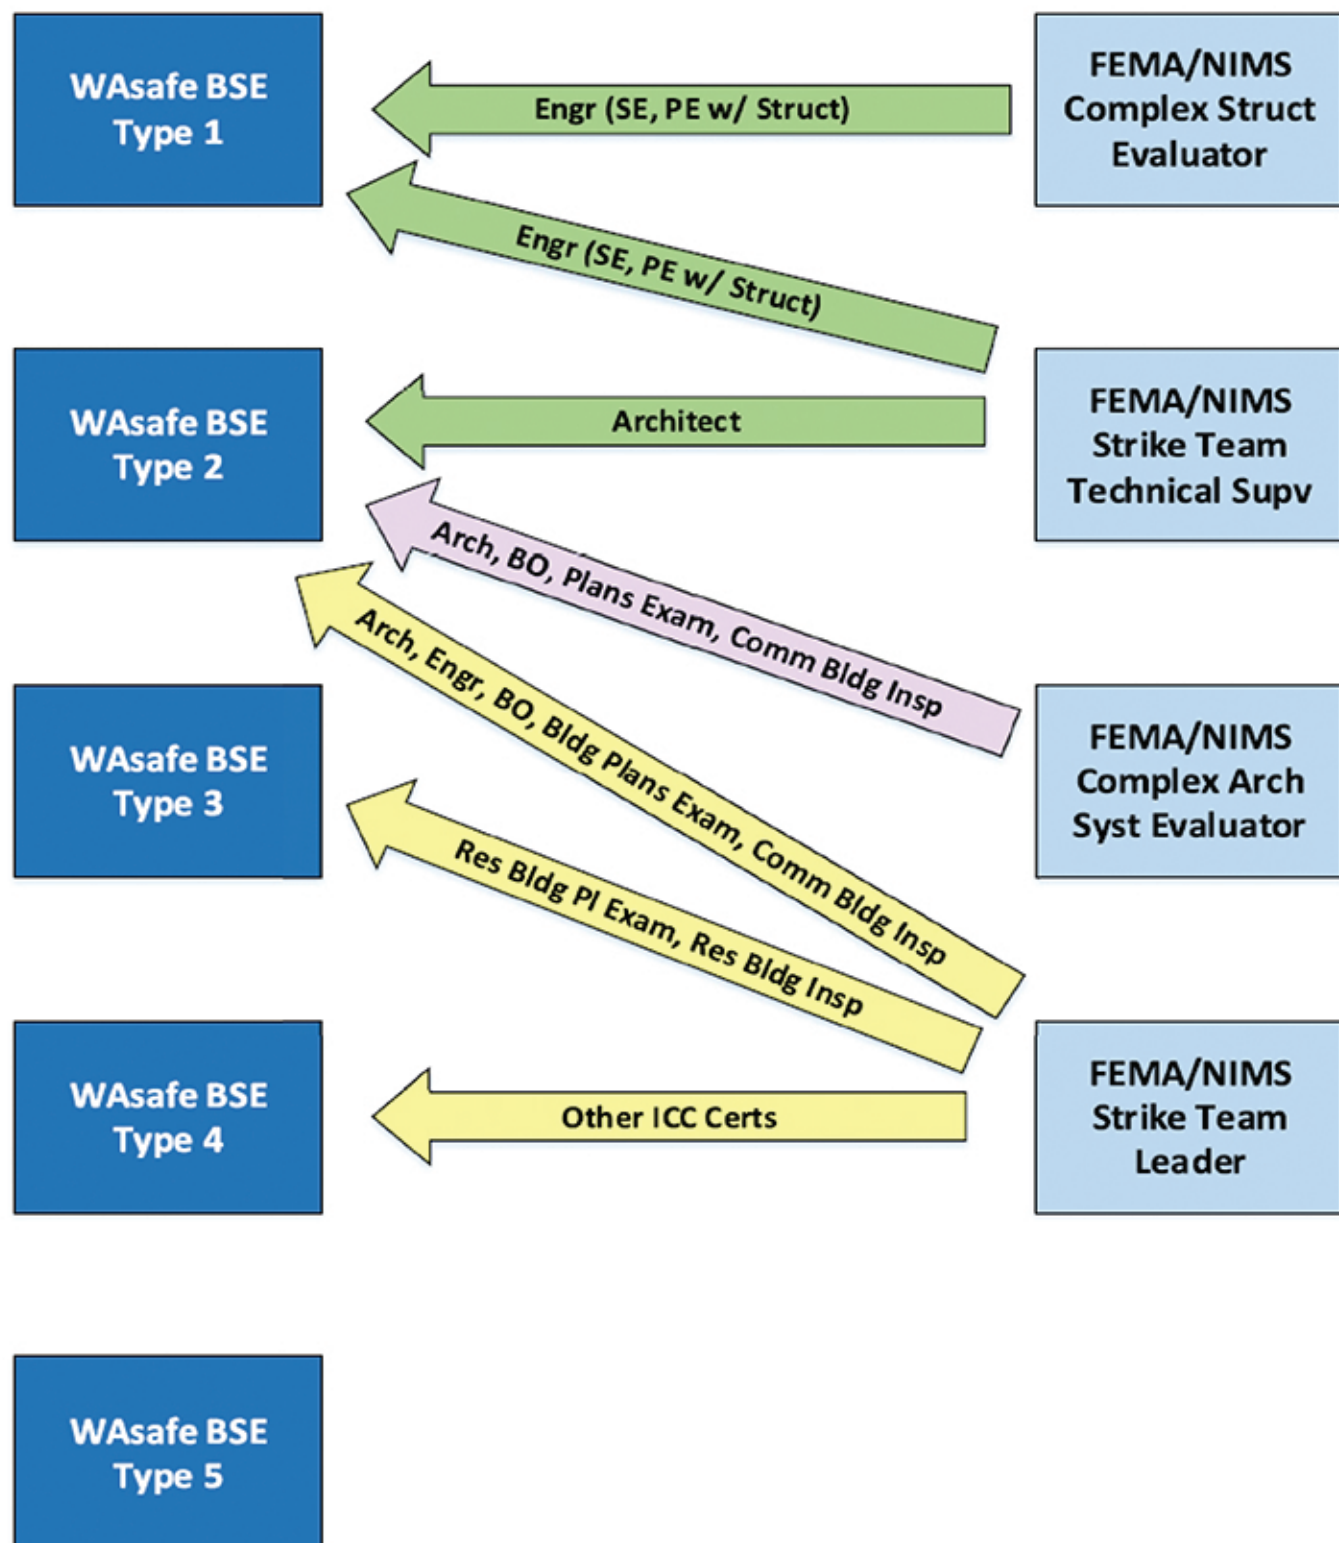 WAsafe BSE
Type 1
Engr (SE, PE w/ Struct)
FEMA/NIMS
Complex Struct
Evaluator
Engr (SE, PE w/ Struct)
WAsafe BSE
Type 2
Architect
FEMA/NIMS
Strike Team
Technical Supv
Arch, BO, Plans Exam, Comm Bldg Insp
Arch, Engr, BO, Bldg Plans Exam, Comm Bldg Insp
WAsafe BSE
Type 3
FEMA/NIMS
Complex Arch
Syst Evaluator
Res Bldg Pl Exam, Res Bldg Insp
WAsafe BSE
Type 4
Other ICC Certs
FEMA/NIMS
Strike Team
Leader
WAsafe BSE
Type 5